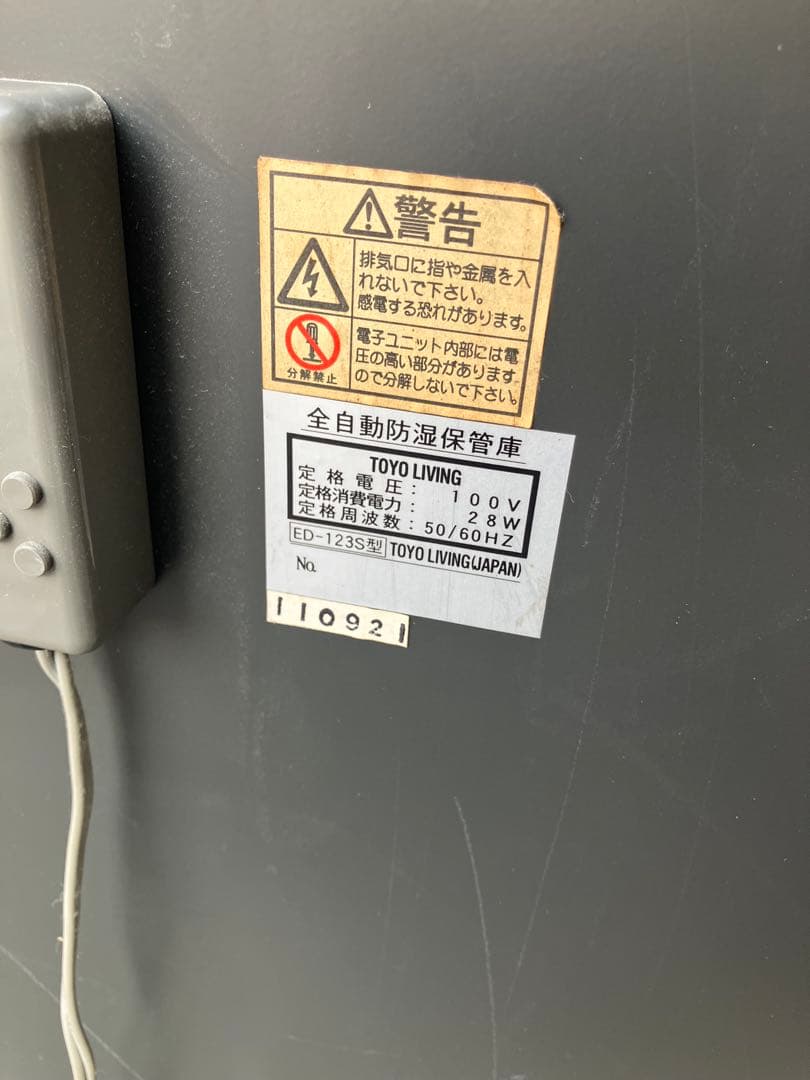 警告
排気口に指や金属を入
れないで下さい。
感電する恐れがあります。
分解禁止
電子ユニット内部には電
圧の高い部分があります
ので分解しないで下さい。
全自動防湿保管庫
TOYO LIVING
定格電圧: 100V
定格消費電力: 28W
定格周波数: 50/60HZ
ED-123S型 TOYO LIVING(JAPAN)
No.
110921